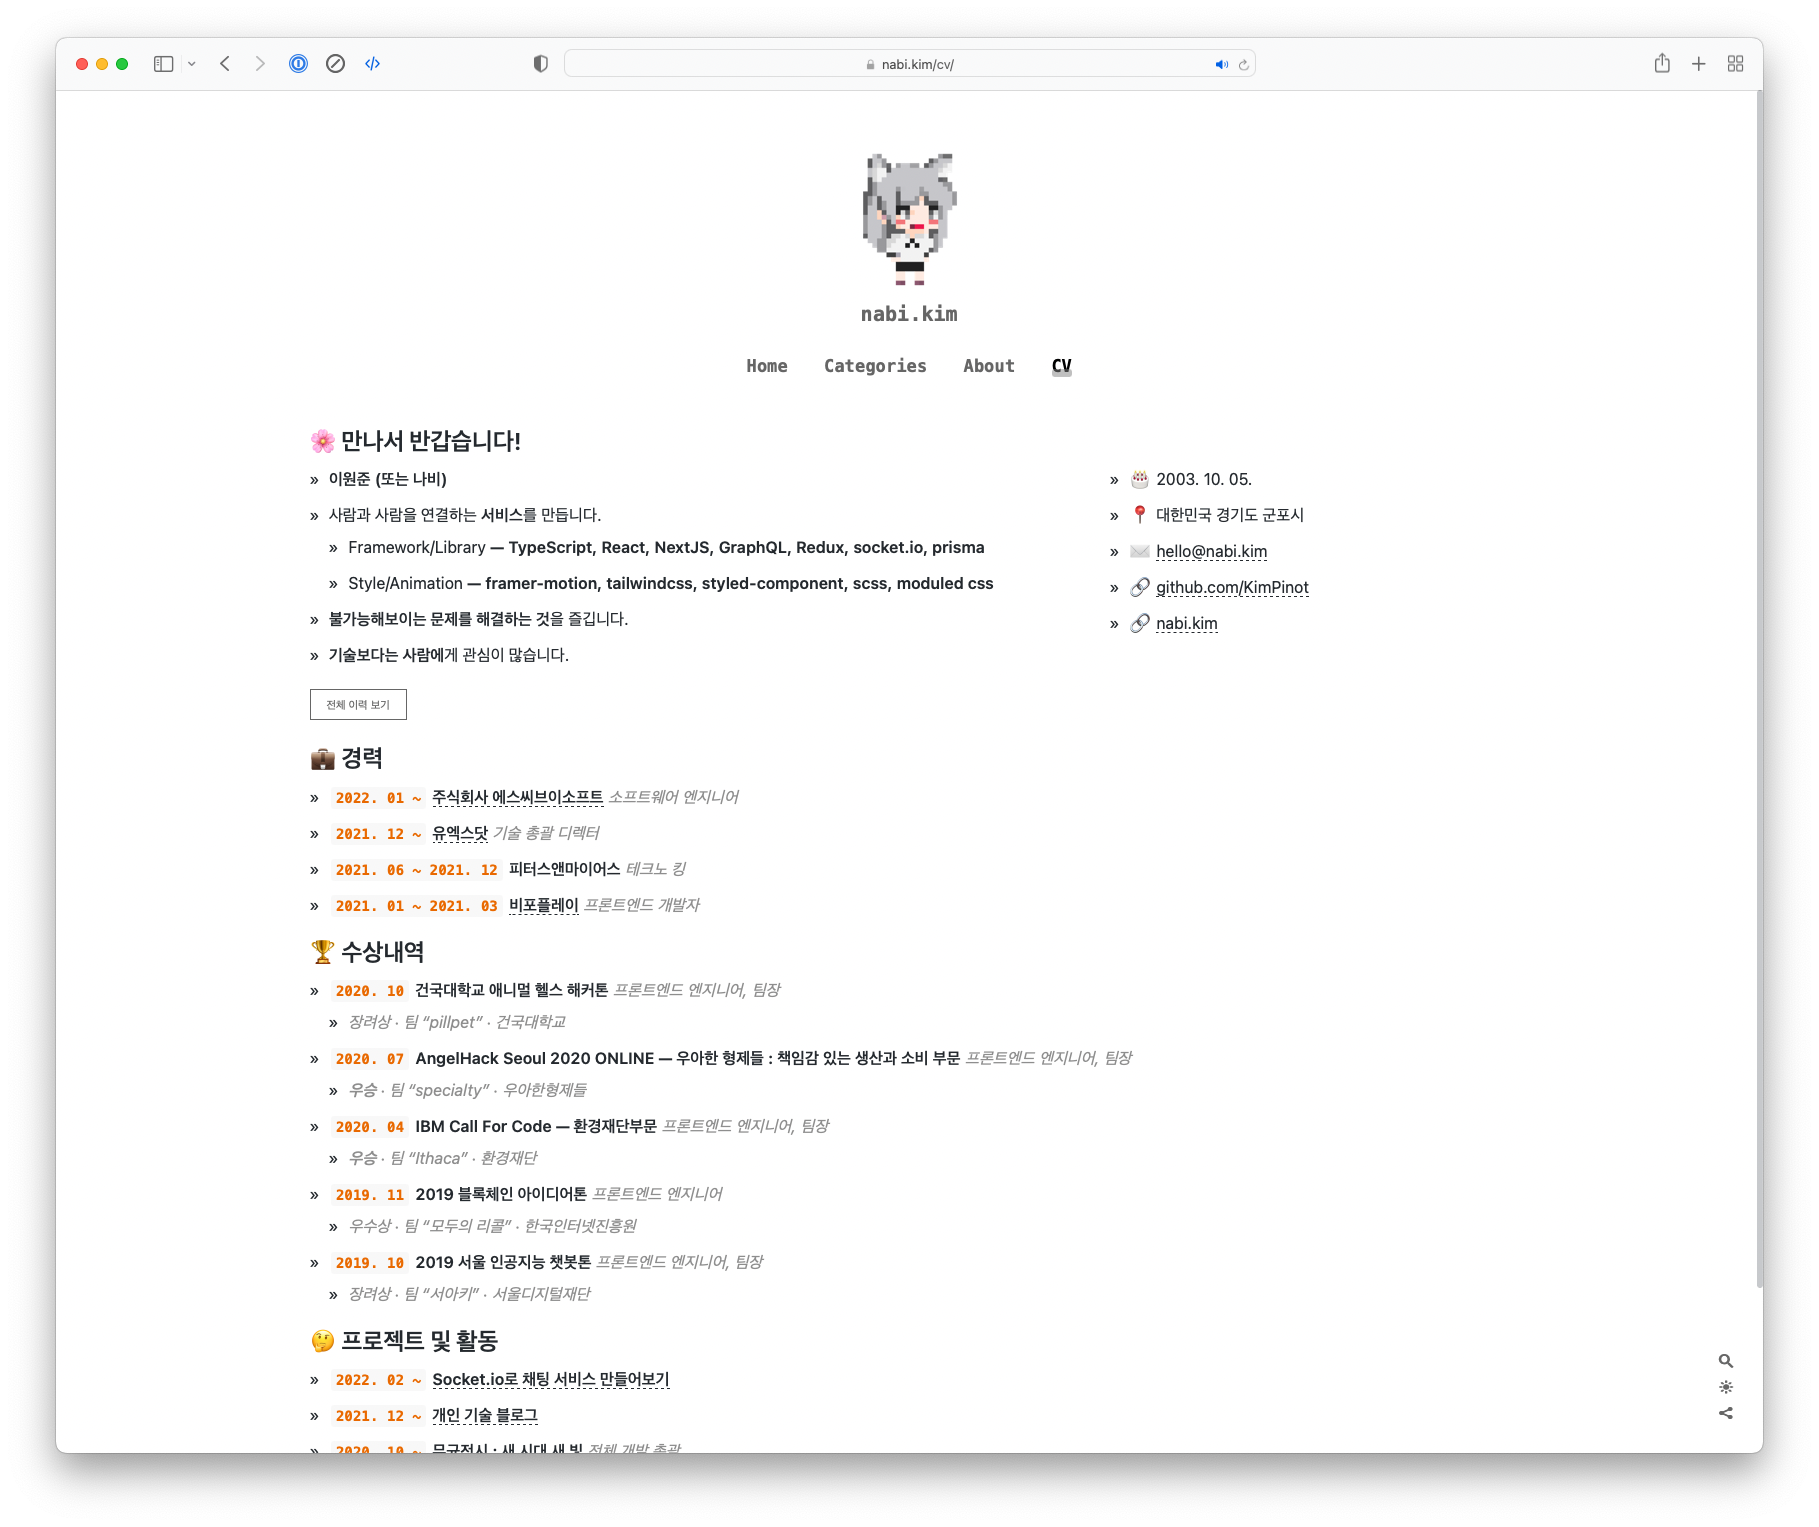 nabi.kim/cv/
nabi.kim
Home Categories About CV
🌸 만나서 반갑습니다!
» 이원준 (또는 나비)
» 사람과 사람을 연결하는 서비스를 만듭니다.
» Framework/Library — TypeScript, React, NextJS, GraphQL, Redux, socket.io, prisma
» Style/Animation — framer-motion, tailwindcss, styled-component, scss, moduled css
» 불가능해보이는 문제를 해결하는 것을 즐깁니다.
» 기술보다는 사람에게 관심이 많습니다.
» 🎂 2003. 10. 05.
» 📍 대한민국 경기도 군포시
» ✉️ hello@nabi.kim
» 🔗 github.com/KimPinot
» 🔗 nabi.kim
전체 이력 보기
💼 경력
» 2022. 01 ~ 주식회사 에스씨브이소프트 소프트웨어 엔지니어
» 2021. 12 ~ 유엑스닷 기술 총괄 디렉터
» 2021. 06 ~ 2021. 12 피터스앤마이어스 테크노 킹
» 2021. 01 ~ 2021. 03 비포플레이 프론트엔드 개발자
🏆 수상내역
» 2020. 10 건국대학교 애니멀 헬스 해커톤 프론트엔드 엔지니어, 팀장
» 장려상 · 팀 “pillpet” · 건국대학교
» 2020. 07 AngelHack Seoul 2020 ONLINE — 우아한 형제들 : 책임감 있는 생산과 소비 부문 프론트엔드 엔지니어, 팀장
» 우승 · 팀 “specialty” · 우아한형제들
» 2020. 04 IBM Call For Code — 환경재단부문 프론트엔드 엔지니어, 팀장
» 우승 · 팀 “Ithaca” · 환경재단
» 2019. 11 2019 블록체인 아이디어톤 프론트엔드 엔지니어
» 우수상 · 팀 “모두의 리콜” · 한국인터넷진흥원
» 2019. 10 2019 서울 인공지능 챗봇톤 프론트엔드 엔지니어, 팀장
» 장려상 · 팀 “서아키” · 서울디지털재단
🤔 프로젝트 및 활동
» 2022. 02 ~ Socket.io로 채팅 서비스 만들어보기
» 2021. 12 ~ 개인 기술 블로그
» 2020. 10 ~ 무균전시 : 새 시대 새 빛 전체 개발 총괄